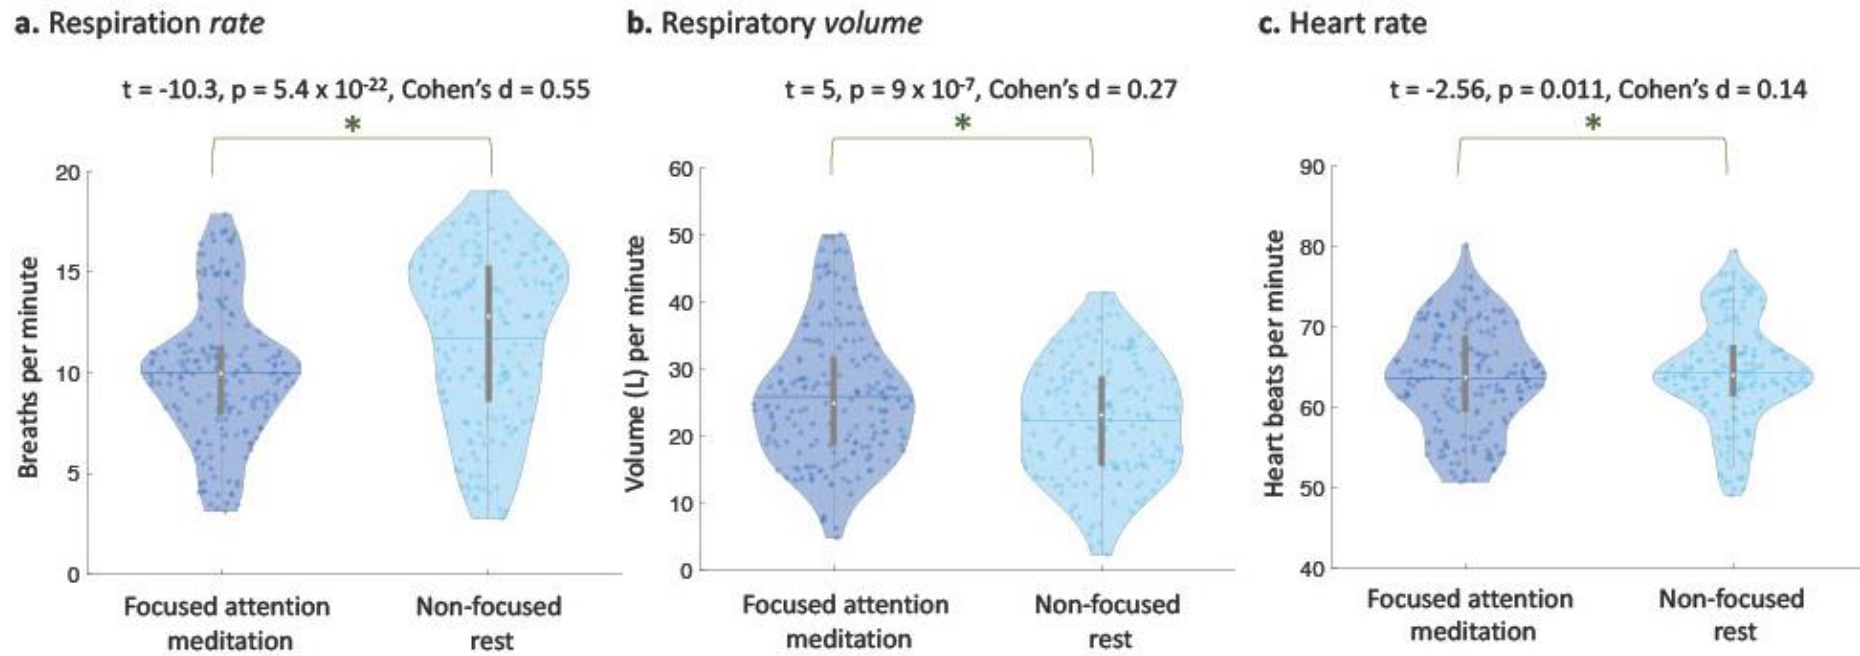 a. Respiration rate
t = -10.3, p = 5.4 x 10-22, Cohen's d = 0.55
*
20
15
10
5
0
Breaths per minute
Focused attention
meditation
Non-focused
rest
b. Respiratory volume
t = 5, p = 9 x 10-7, Cohen's d = 0.27
*
60
50
40
30
20
10
0
Volume (L) per minute
Focused attention
meditation
Non-focused
rest
c. Heart rate
t = -2.56, p = 0.011, Cohen's d = 0.14
*
90
80
70
60
50
40
Heart beats per minute
Focused attention
meditation
Non-focused
rest